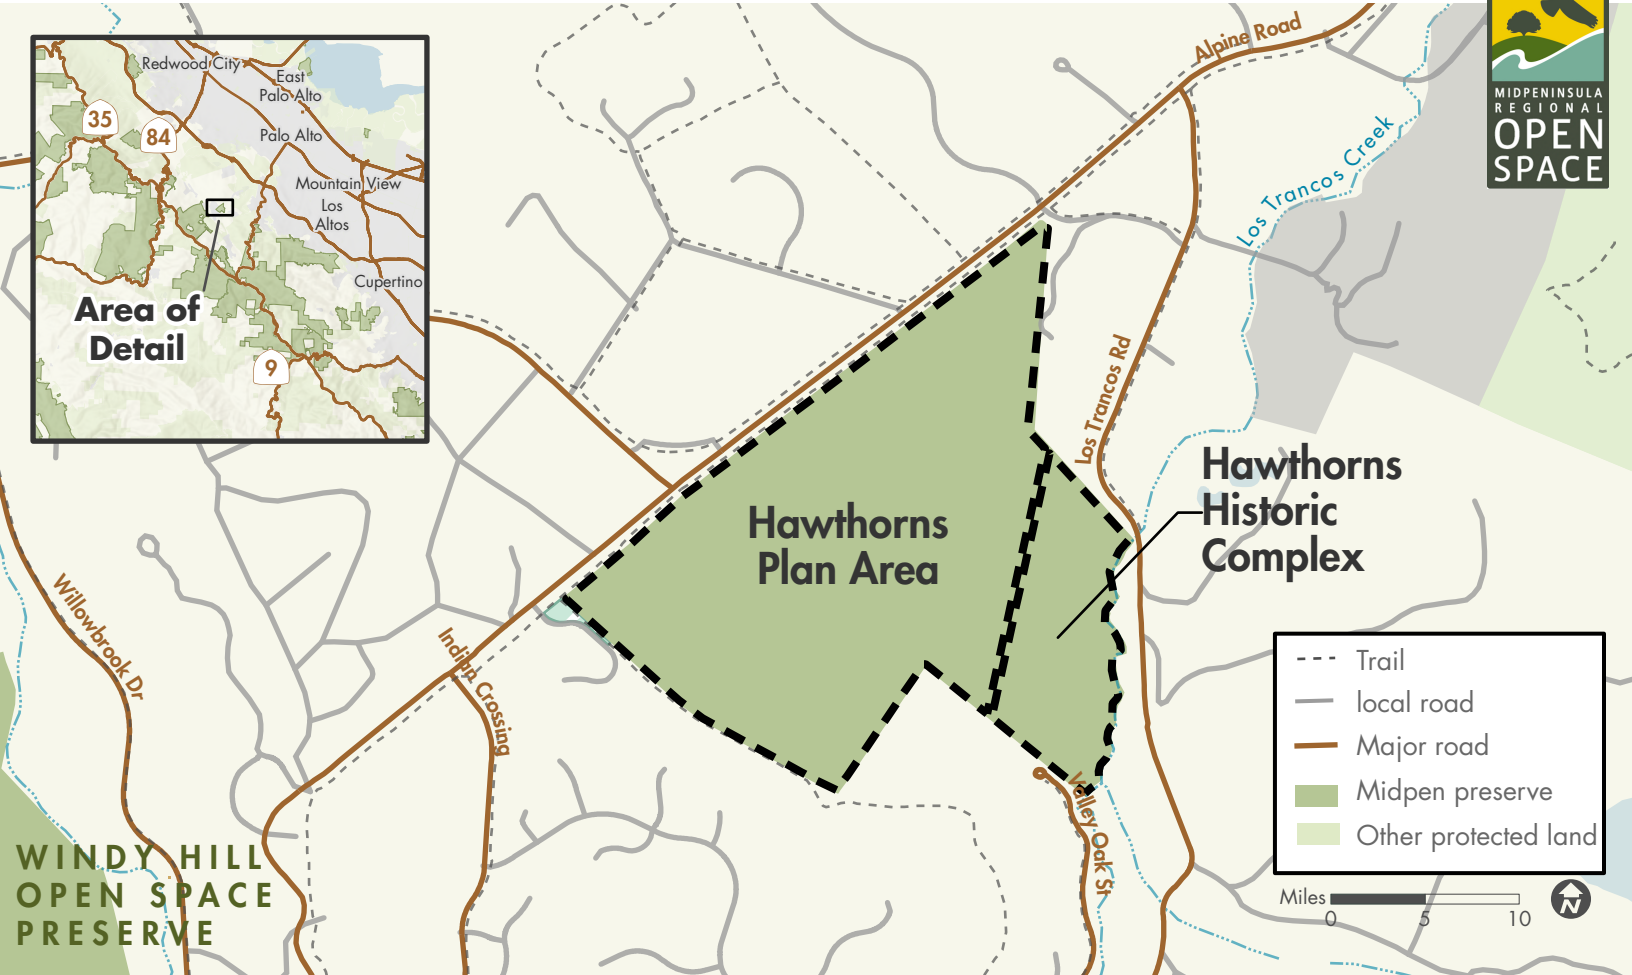 Redwood City
East
Palo Alto
35
84
Palo Alto
Mountain View
Los
Altos
Cupertino
Area of
Detail
9
Alpine Road
MIDPENINSULA
REGIONAL
OPEN
SPACE
Los Trancos Creek
Los Trancos Rd
Hawthorns
Historic
Complex
Hawthorns
Plan Area
Willowbrook Dr
Indian Crossing
Valley Oak St
WINDY HILL
OPEN SPACE
PRESERVE
Trail
local road
Major road
Midpen preserve
Other protected land
Miles
0 5 10
N